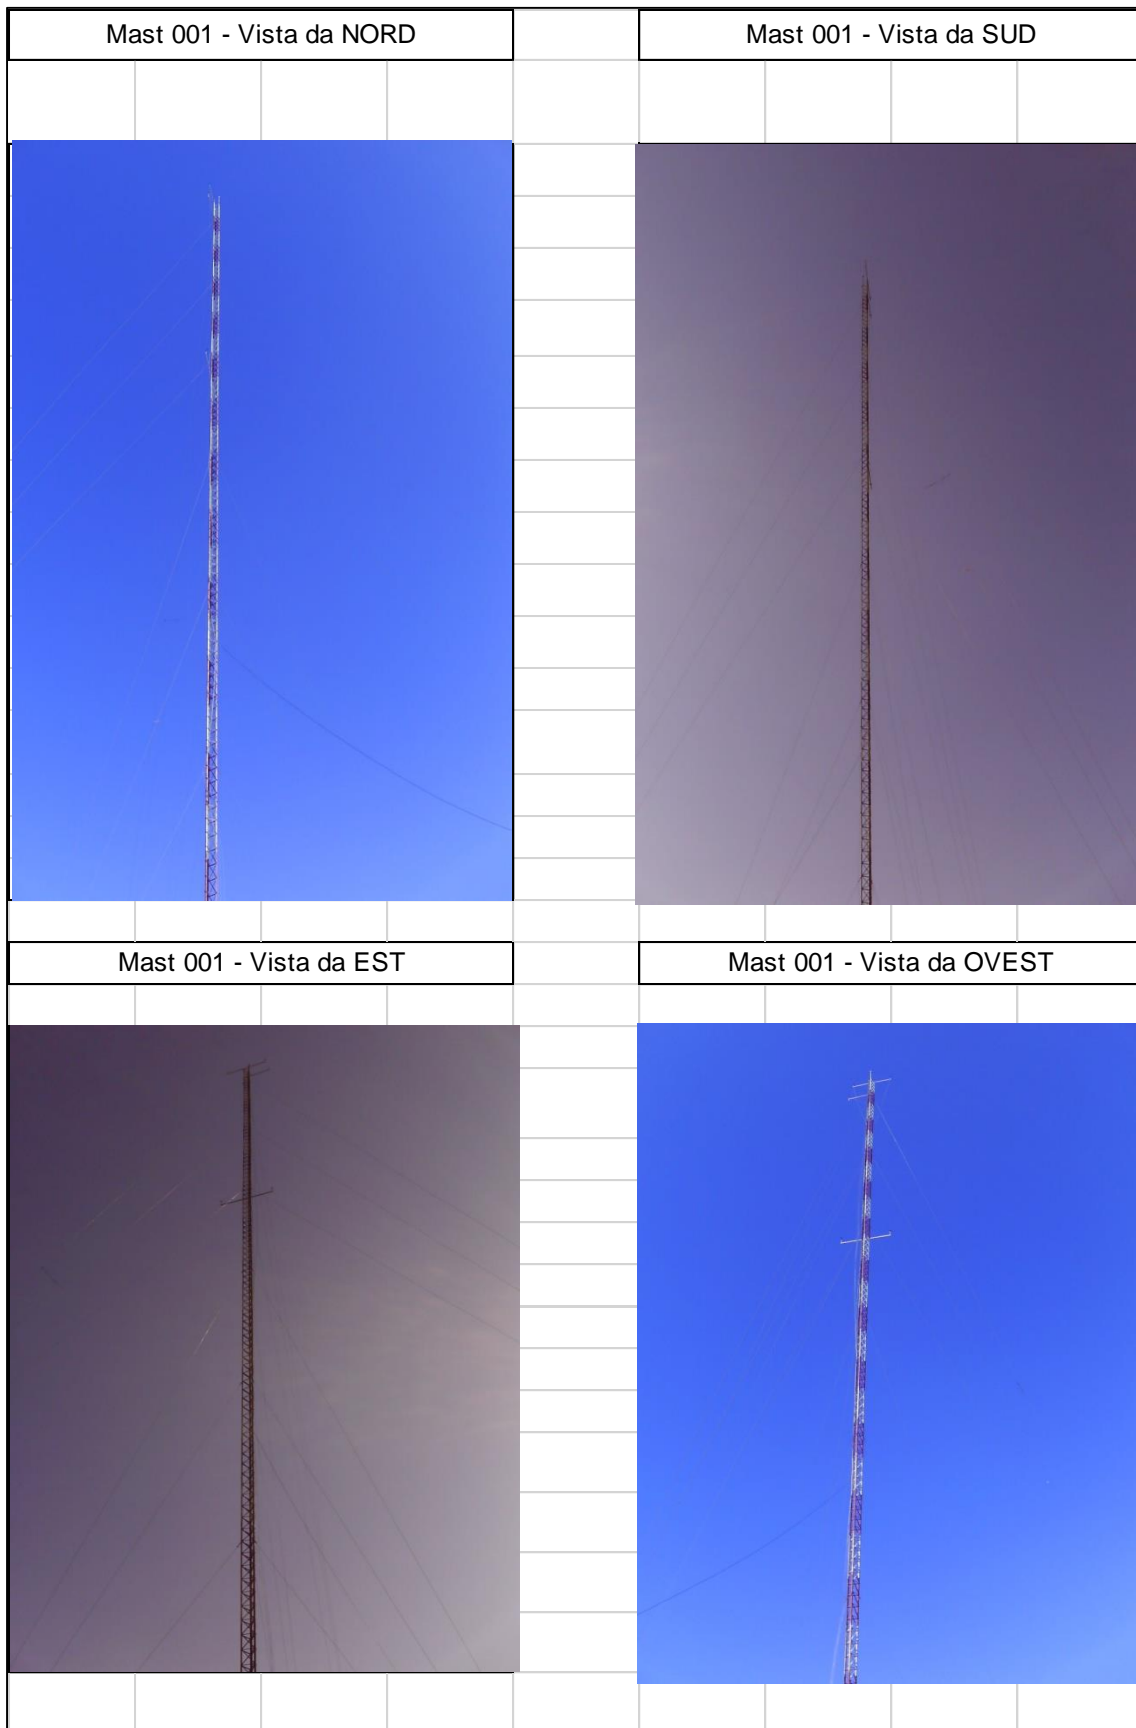 Mast 001 - Vista da NORD
Mast 001 - Vista da SUD
Mast 001 - Vista da EST
Mast 001 - Vista da OVEST